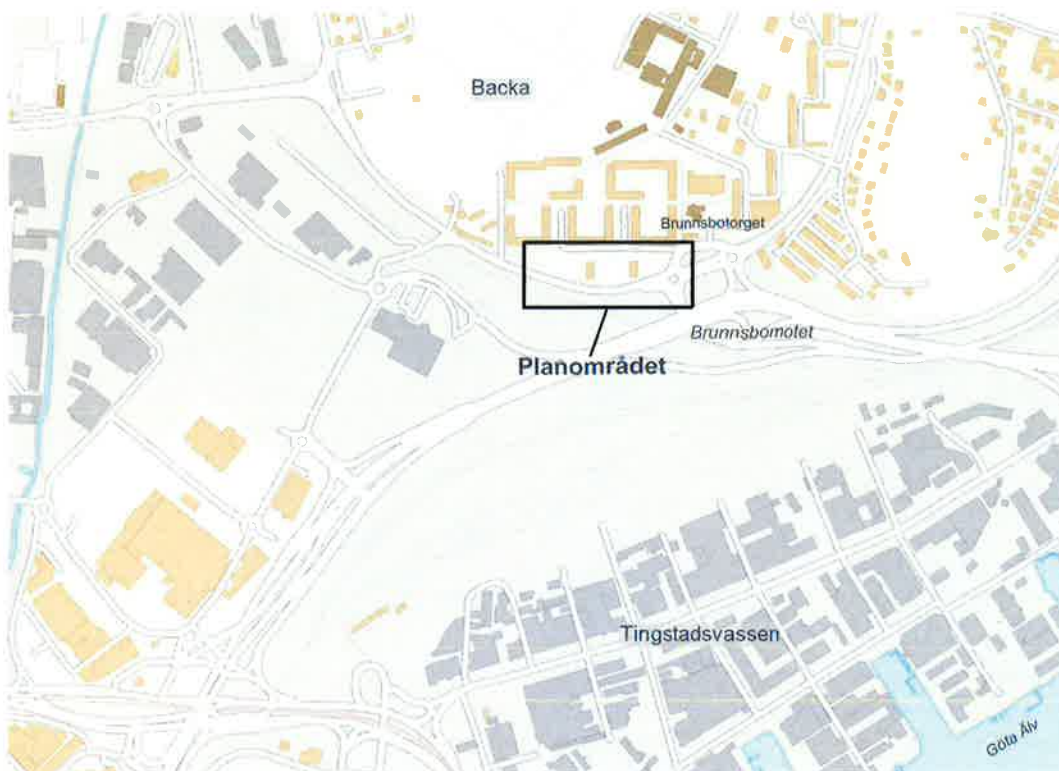 Backa
Brunnsbotorget
Brunnsbomotet
Planområdet
Tingstadsvassen
Göta Älv